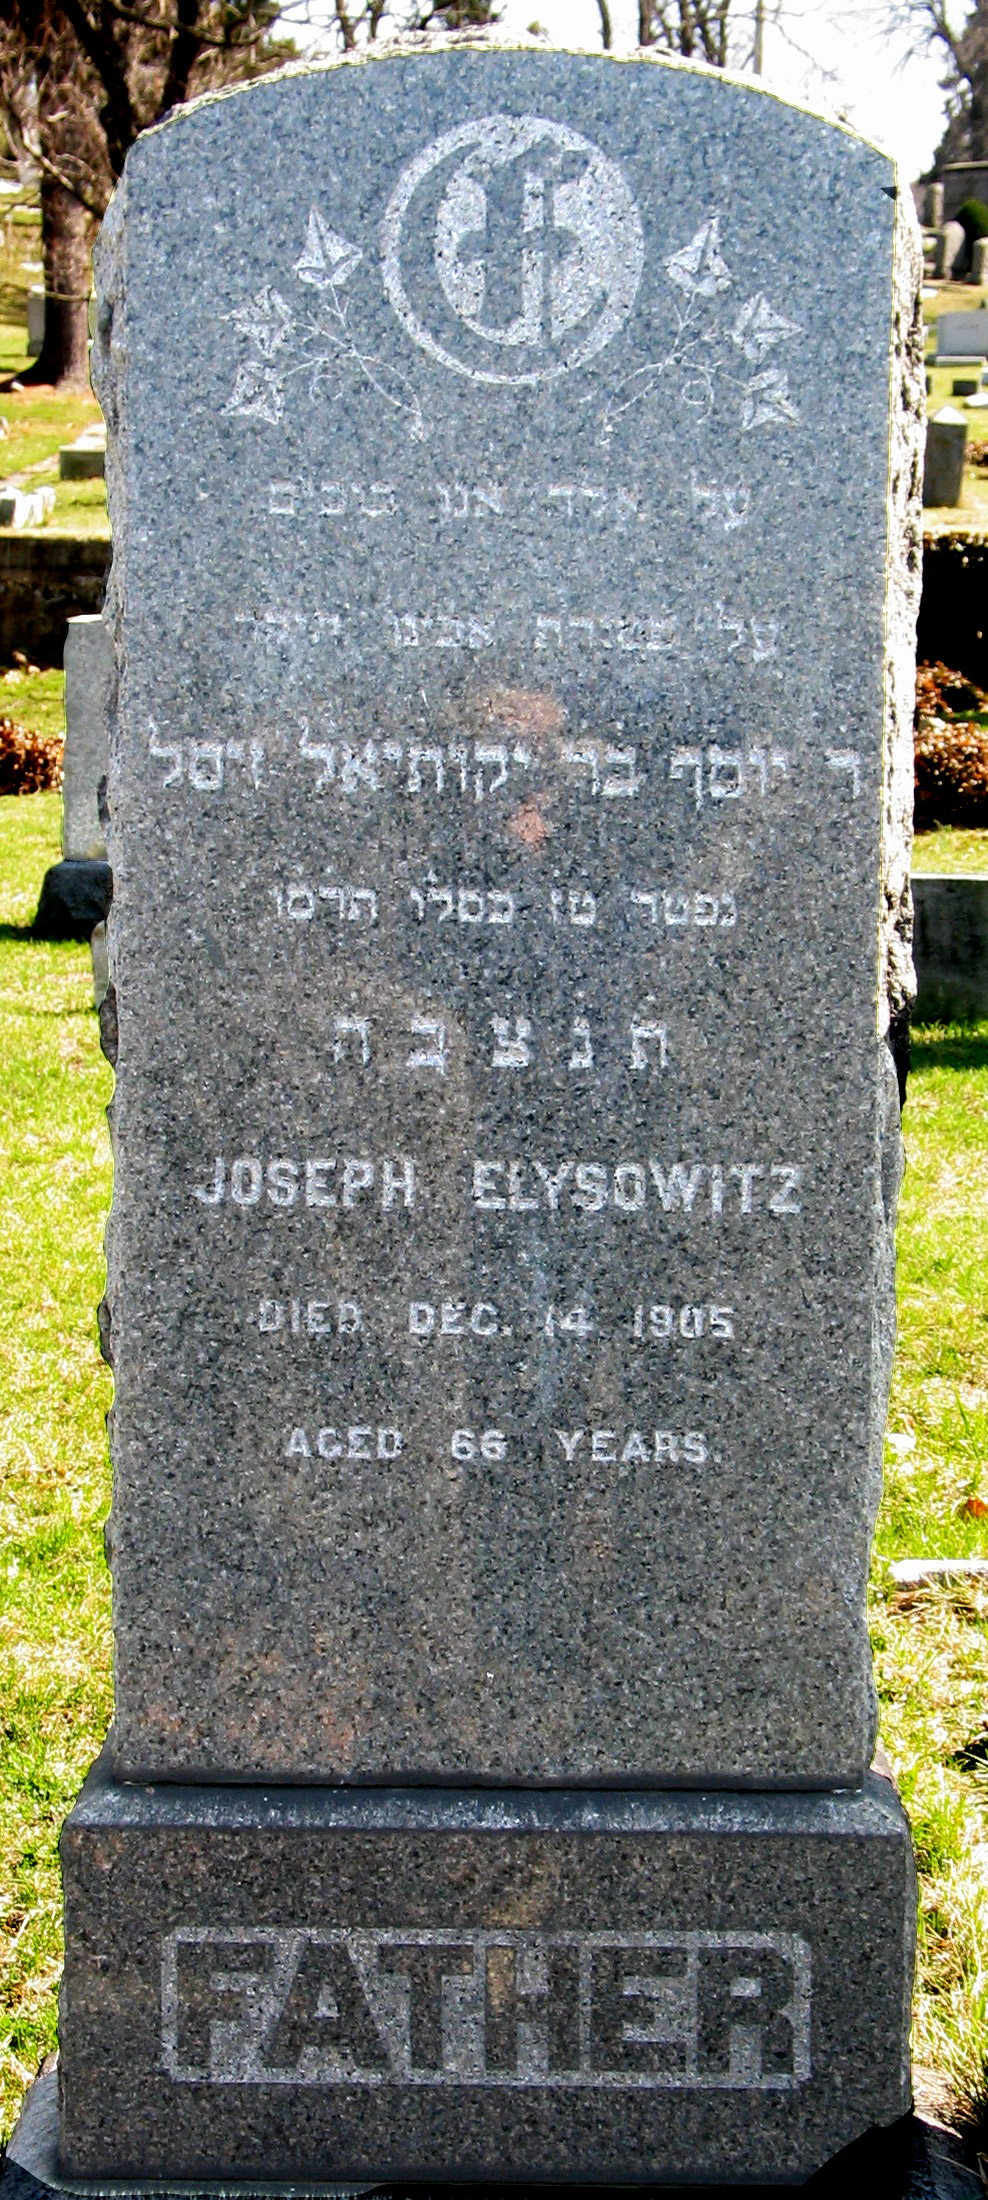 על אלה אנו בוכים
על פטירת אבינו היקר
ר יוסף בר יקותיאל זיסל
נפטר טז כסלו תרסו
ת נ צ ב ה
JOSEPH ELYSOWITZ
DIED DEC. 14 1905
AGED 66 YEARS.
FATHER